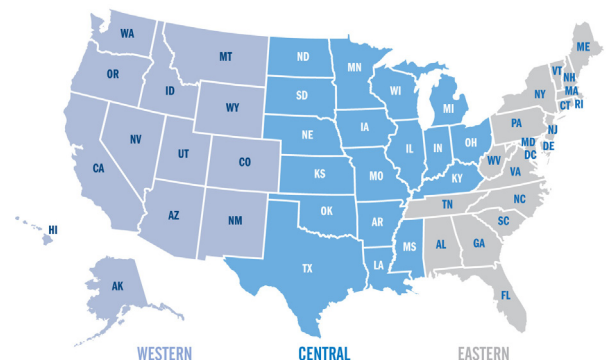 WA
MT
ND
MN
ME
OR
ID
SD
WI
MI
VT
NH
NY
MA
CT RI
WY
NE
IA
PA
NJ
NV
UT
CO
IL
IN
OH
MD
DE
DC
WV
VA
CA
KS
MO
KY
NC
AZ
NM
OK
AR
TN
SC
HI
TX
LA
MS
AL
GA
AK
FL
WESTERN
CENTRAL
EASTERN